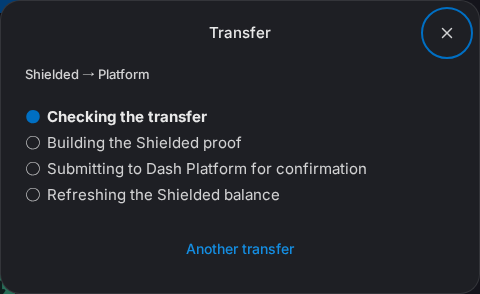 Transfer
Shielded → Platform
Checking the transfer
Building the Shielded proof
Submitting to Dash Platform for confirmation
Refreshing the Shielded balance
Another transfer